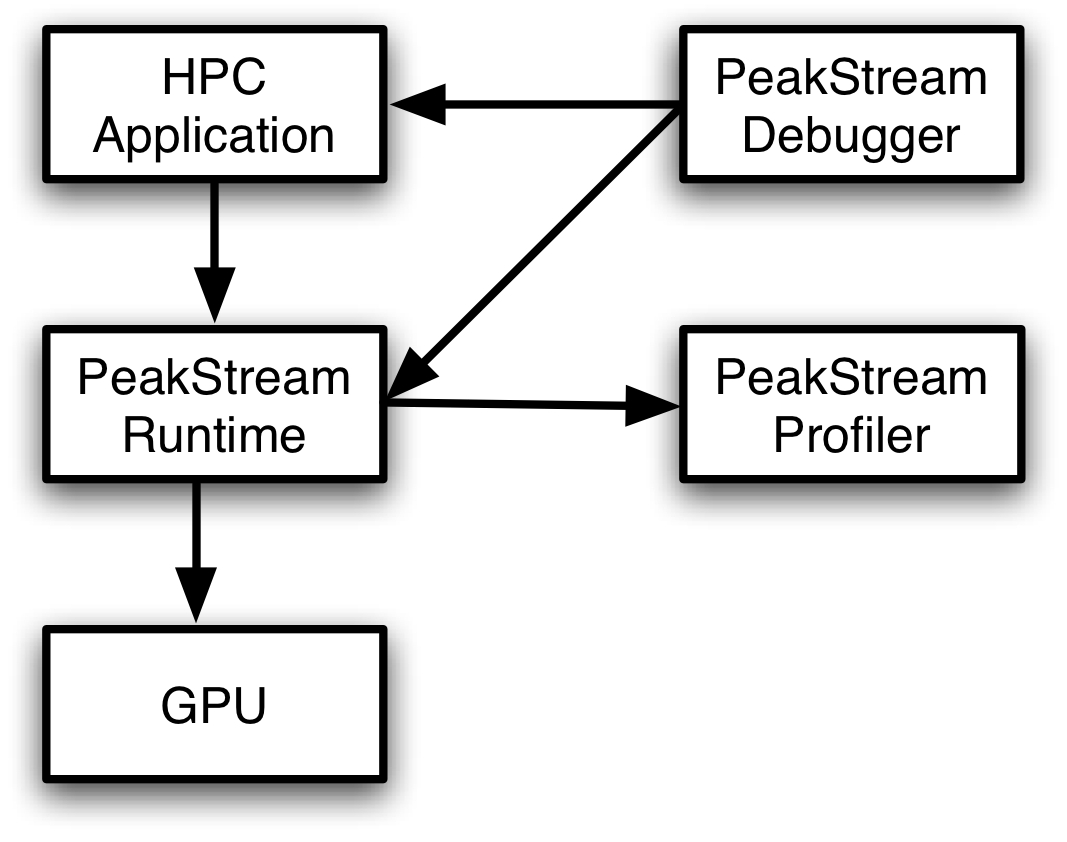 HPC
Application
PeakStream
Debugger
PeakStream
Runtime
PeakStream
Profiler
GPU